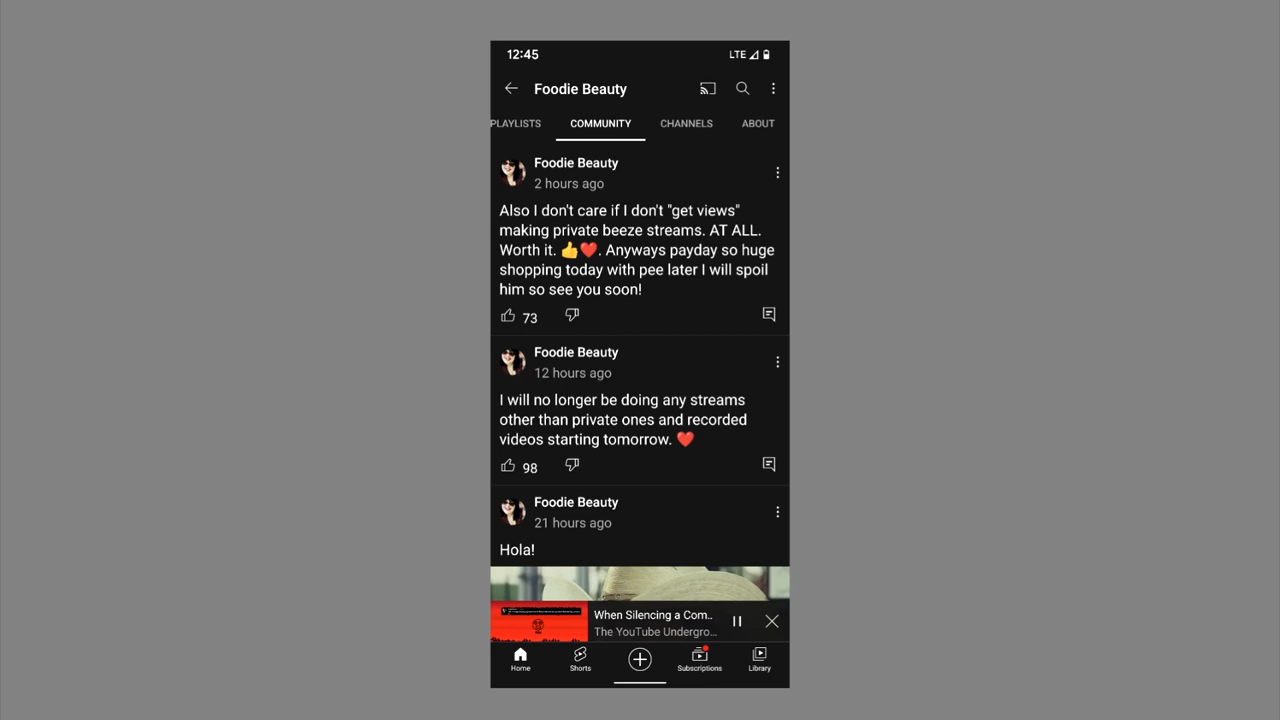 12:45
LTE
Foodie Beauty
PLAYLISTS
COMMUNITY
CHANNELS
ABOUT
Foodie Beauty
2 hours ago
Also I don't care if I don't "get views"
making private beeze streams. AT ALL.
Worth it. 👍❤️. Anyways payday so huge
shopping today with pee later I will spoil
him so see you soon!
73
Foodie Beauty
12 hours ago
I will no longer be doing any streams
other than private ones and recorded
videos starting tomorrow. ❤️
98
Foodie Beauty
21 hours ago
Hola!
When Silencing a Com..
The YouTube Undergro...
Home
Shorts
Subscriptions
Library